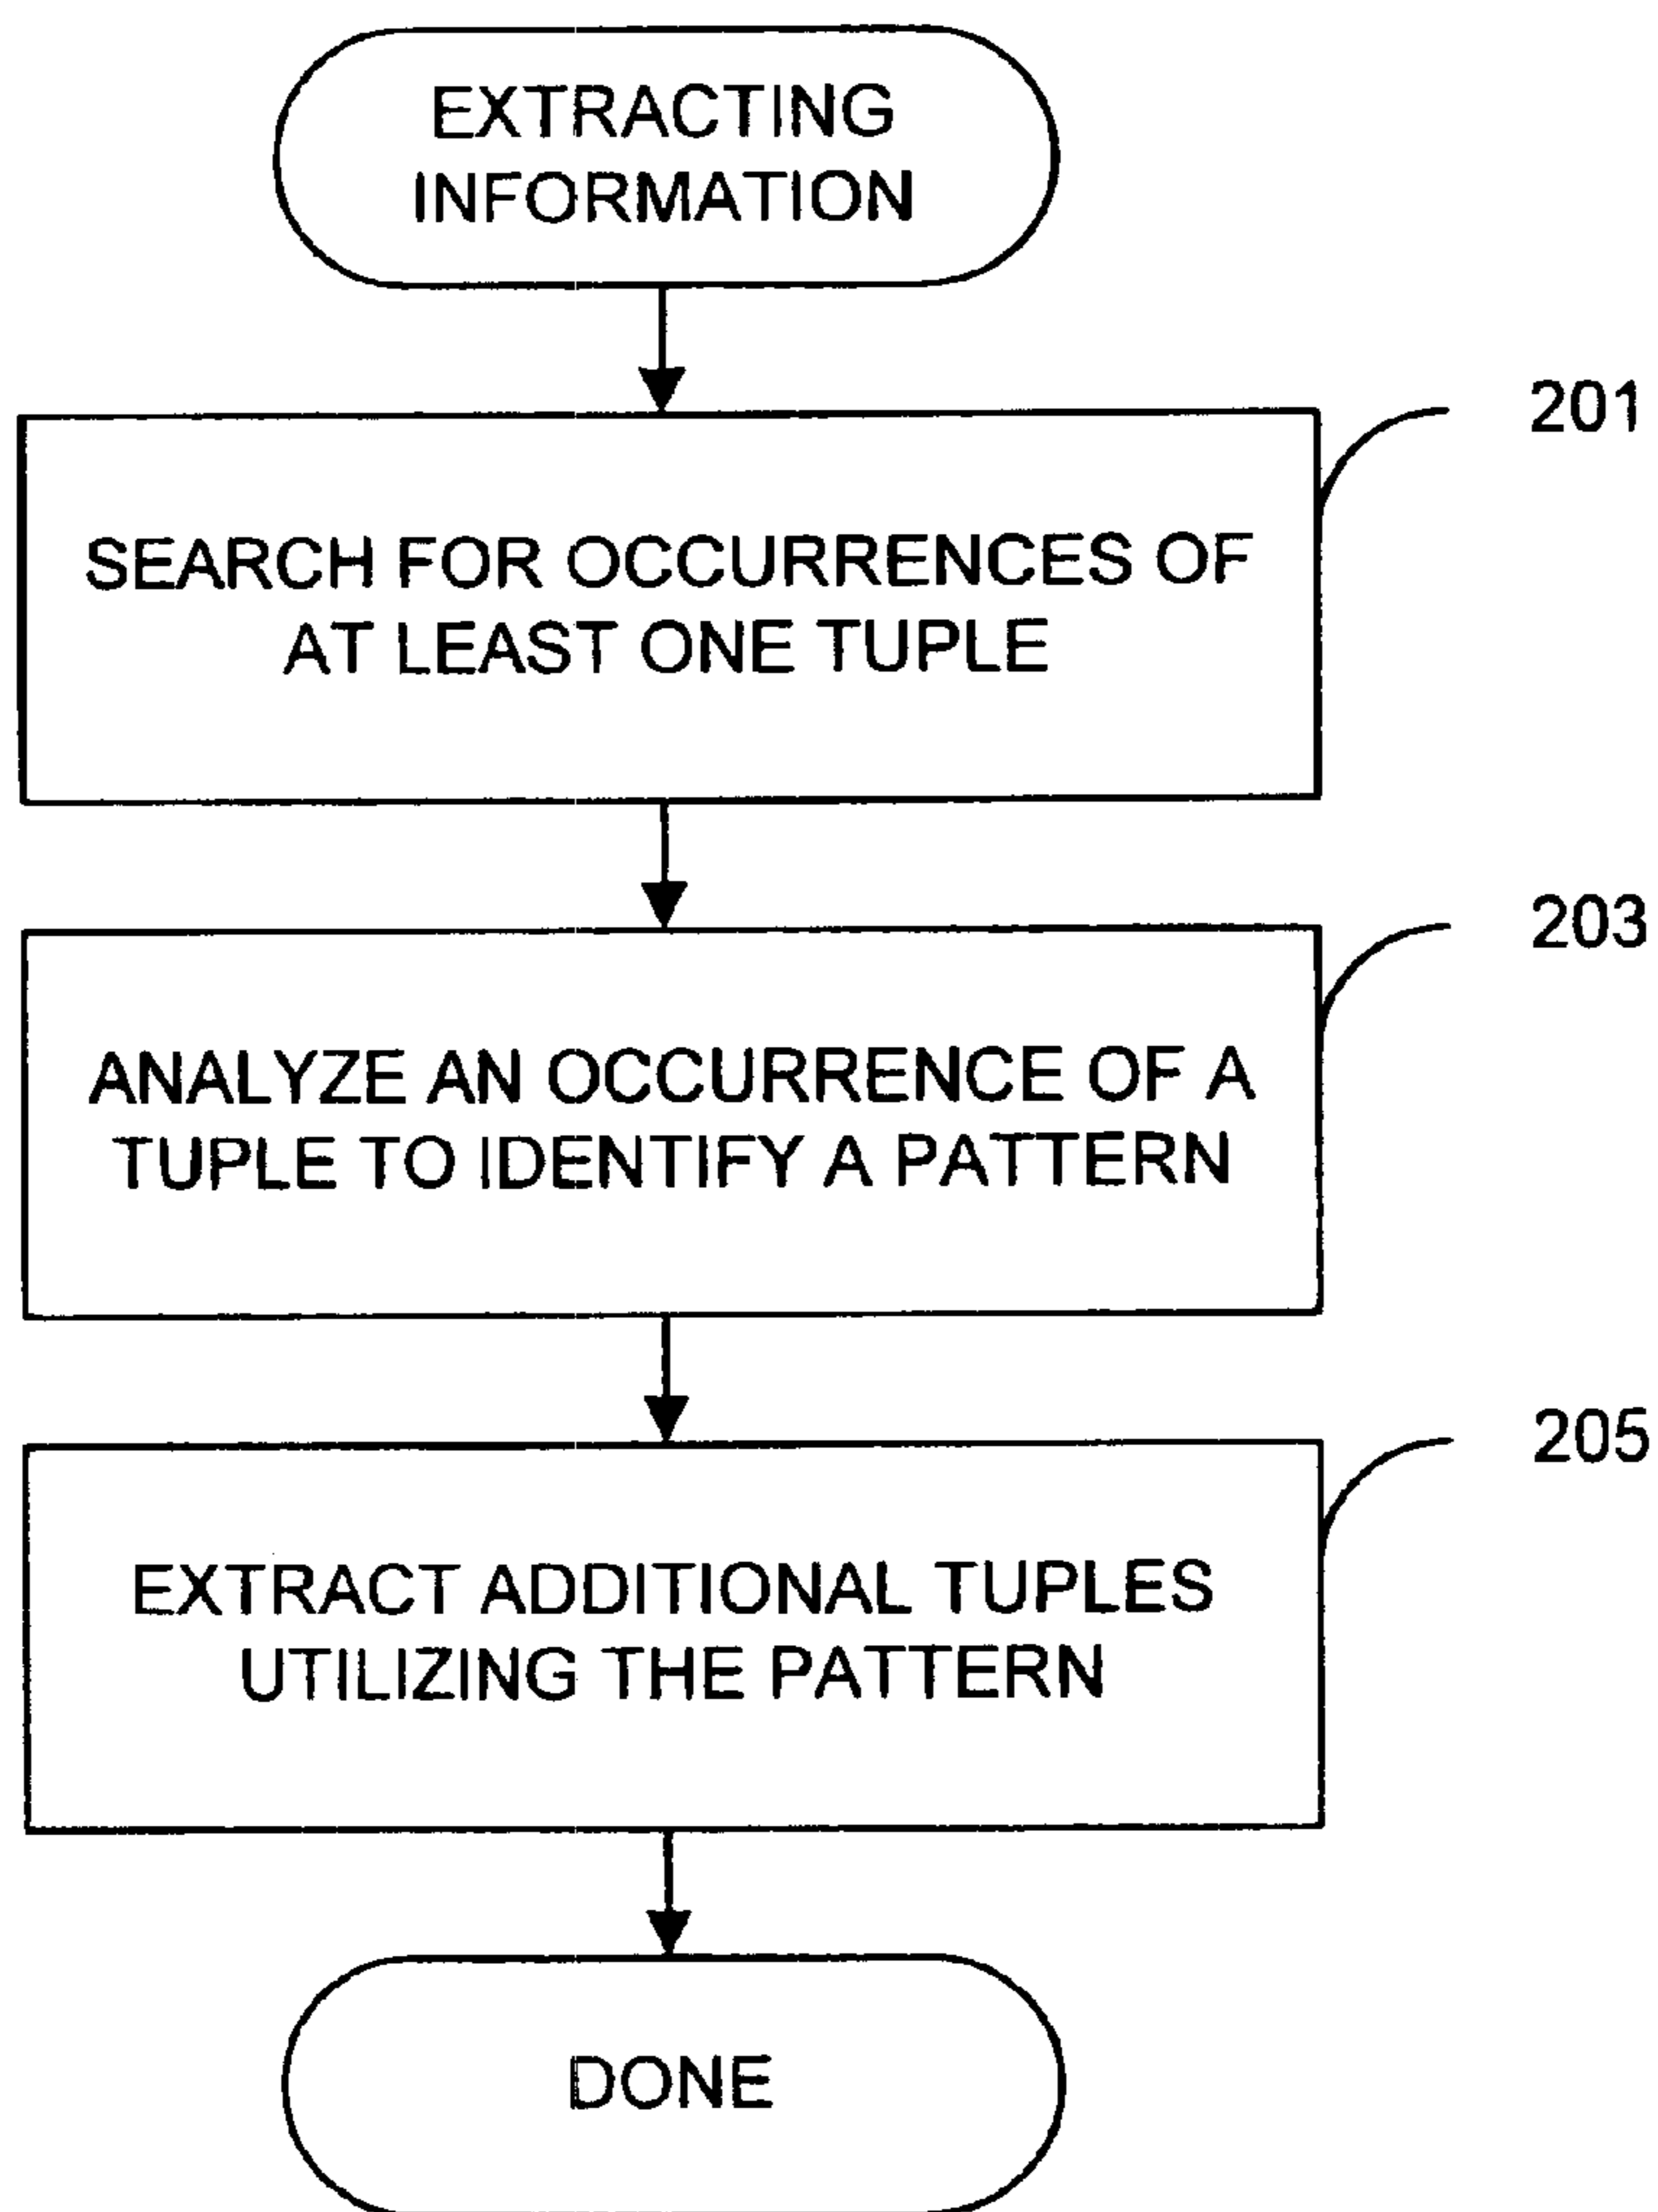 EXTRACTING
INFORMATION
201
SEARCH FOR OCCURRENCES OF
AT LEAST ONE TUPLE
203
ANALYZE AN OCCURRENCE OF A
TUPLE TO IDENTIFY A PATTERN
205
EXTRACT ADDITIONAL TUPLES
UTILIZING THE PATTERN
DONE